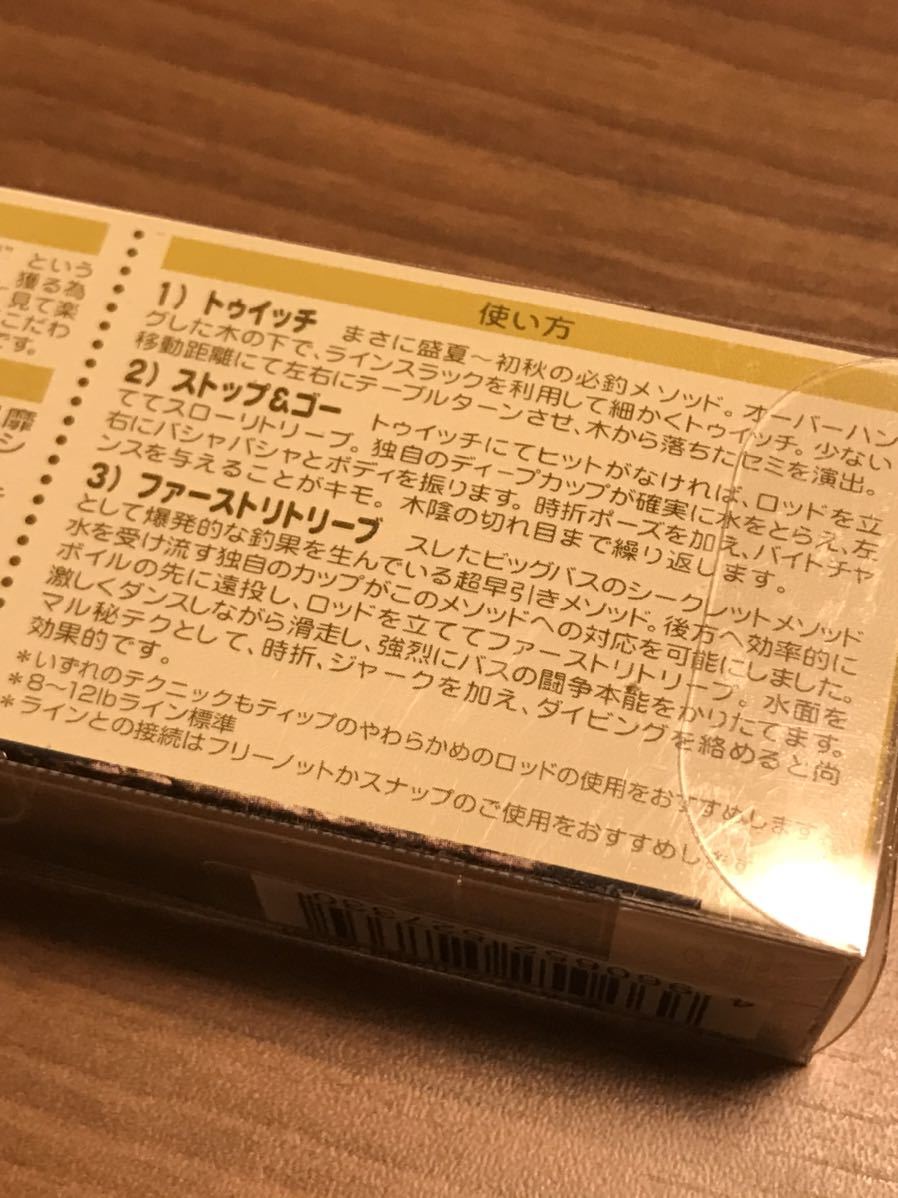 という
獲る為
見て楽
こだわ
です。
使い方
1) トゥイッチ まさに盛夏～初秋の必釣メソッド。オーバーハン
グした木の下で、ラインスラックを利用して細かくトゥイッチ。少ない
移動距離にて左右にテーブルターンさせ、木から落ちたセミを演出。
2) ストップ&ゴー トゥイッチにてヒットがなければ、ロッドを立
ててスローリトリーブ。独自のディープカップが確実に水をとらえ、左
右にバシャバシャとボディを振ります。時折ポーズを加え、バイトチャ
ンスを与えることがキモ。木陰の切れ目まで繰り返します。
3) ファーストリトリーブ スレたビッグバスのシークレットメソッド
として爆発的な釣果を生んでいる超早引きメソッド。後方へ効率的に
水を受け流す独自のカップがこのメソッドへの対応を可能にしました。
ボイルの先に遠投し、ロッドを立ててファーストリトリーブ。水面を
激しくダンスしながら滑走し、強烈にバスの闘争本能をかりたてます。
マル秘テクとして、時折、ジャークを加え、ダイビングを絡めると尚
効果的です。
*いずれのテクニックもティップのやわらかめのロッドの使用をおすすめします
*8～12lbライン標準
*ラインとの接続はフリーノットかスナップのご使用をおすすめします